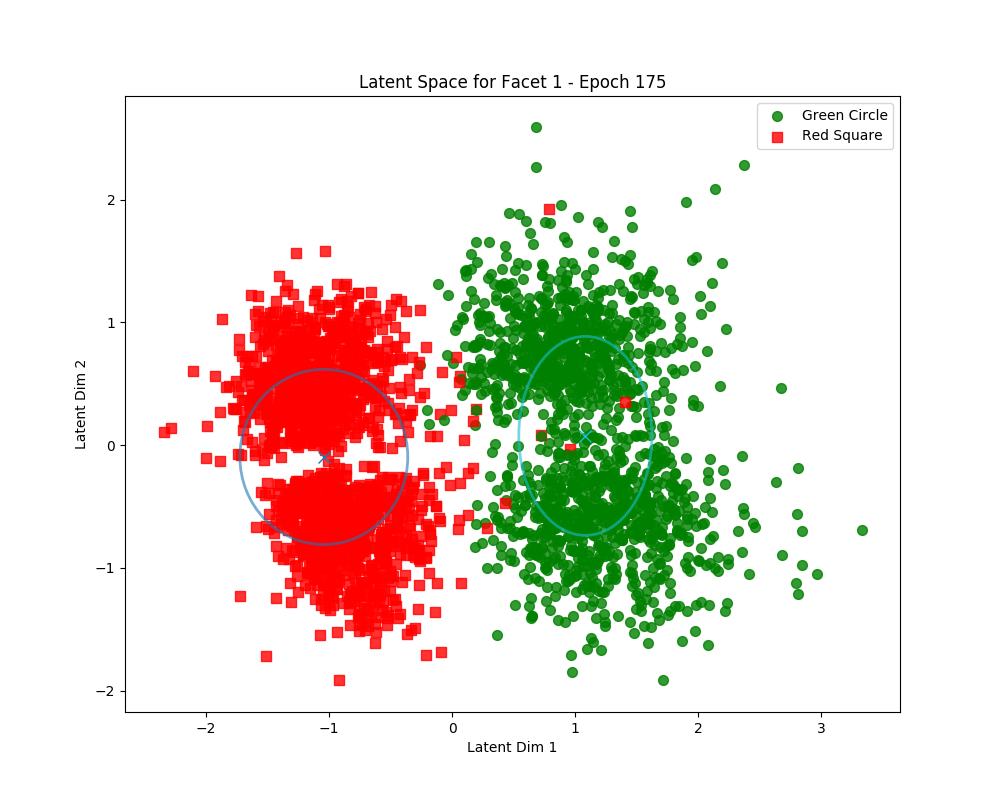 Latent Space for Facet 1 - Epoch 175
Green Circle
Red Square
2
1
0
−1
−2
Latent Dim 2
−2
−1
0
1
2
3
Latent Dim 1